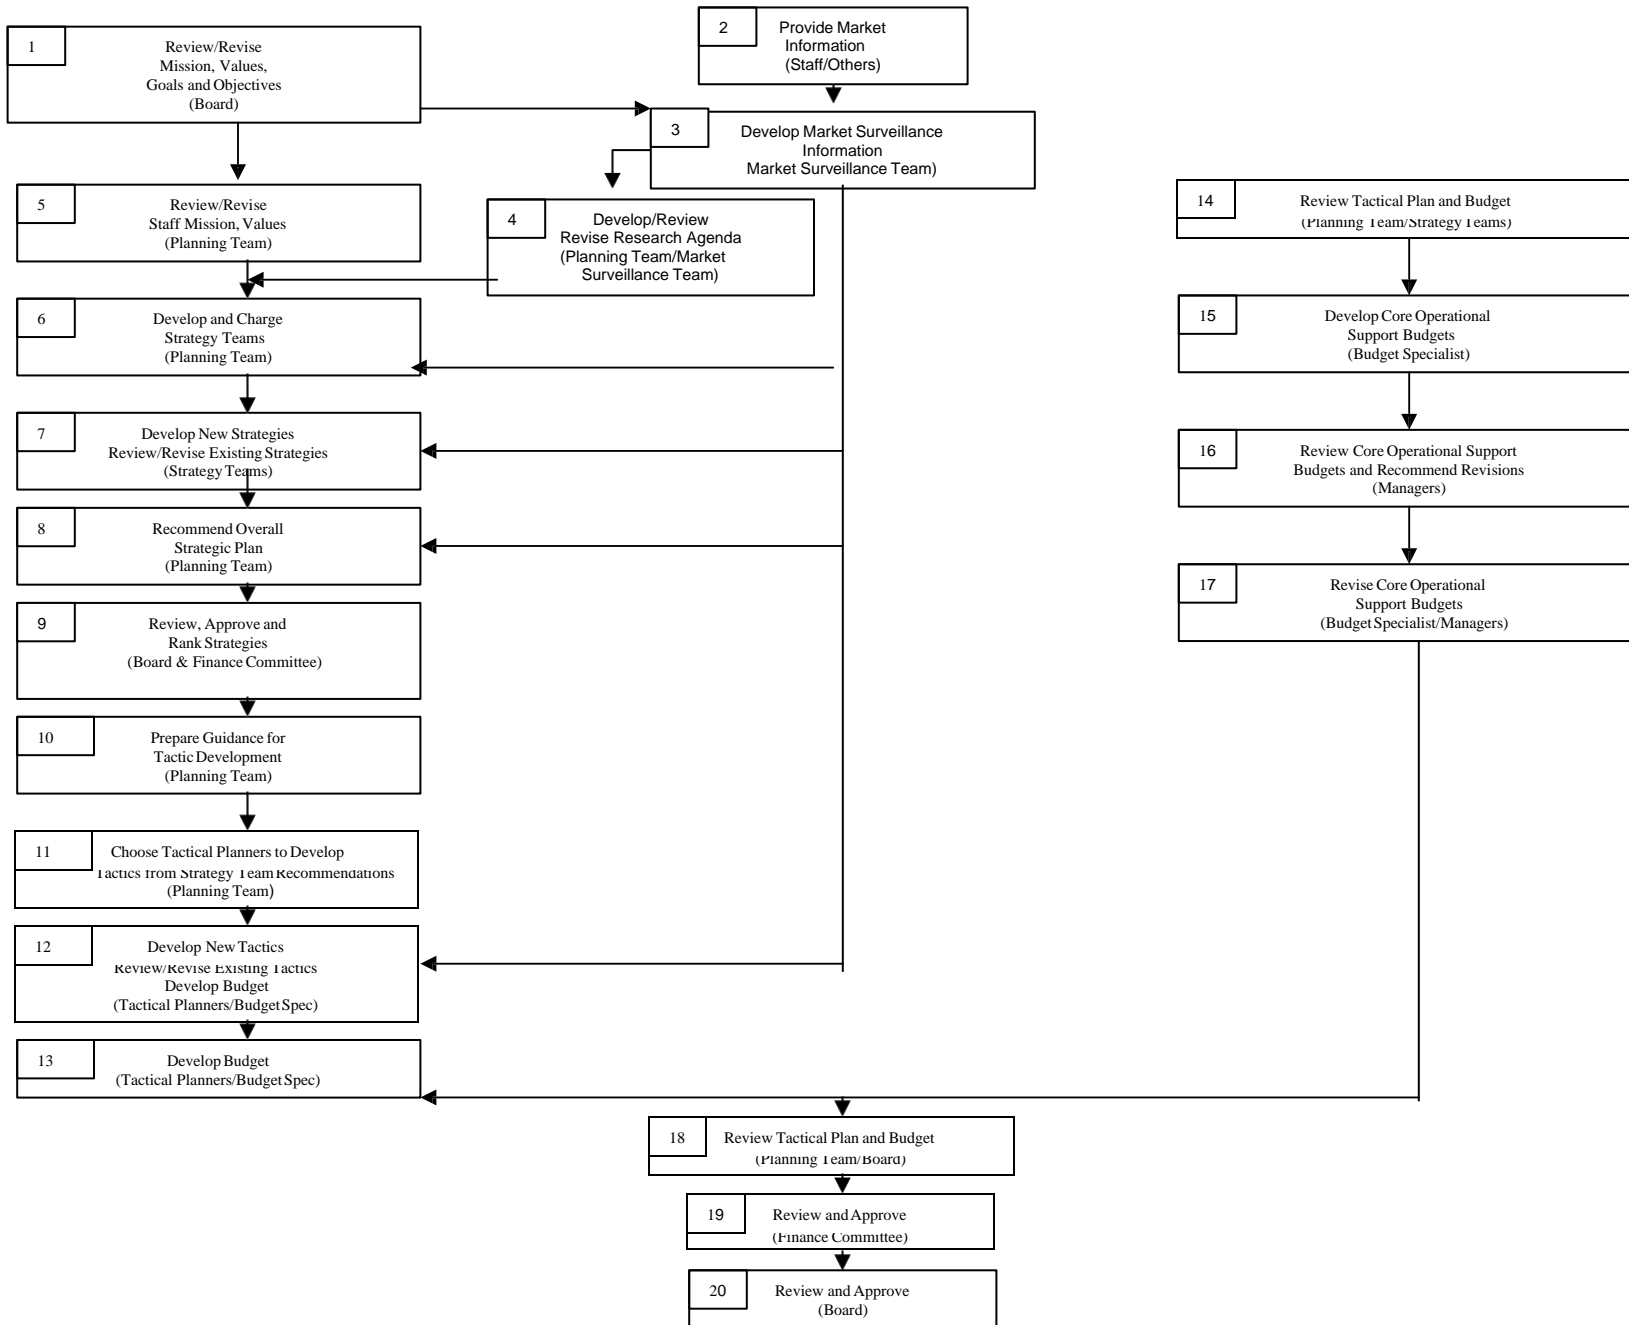 1
Review/Revise
Mission, Values,
Goals and Objectives
(Board)
2
Provide Market
Information
(Staff/Others)
3
Develop Market Surveillance
Information
Market Surveillance Team)
4
Develop/Review
Revise Research Agenda
(Planning Team/Market
Surveillance Team)
5
Review/Revise
Staff Mission, Values
(Planning Team)
6
Develop and Charge
Strategy Teams
(Planning Team)
7
Develop New Strategies
Review/Revise Existing Strategies
(Strategy Teams)
8
Recommend Overall
Strategic Plan
(Planning Team)
9
Review, Approve and
Rank Strategies
(Board & Finance Committee)
10
Prepare Guidance for
Tactic Development
(Planning Team)
11
Choose Tactical Planners to Develop
Tactics from Strategy Team Recommendations
(Planning Team)
12
Develop New Tactics
Review/Revise Existing Tactics
Develop Budget
(Tactical Planners/Budget Spec)
13
Develop Budget
(Tactical Planners/Budget Spec)
14
Review Tactical Plan and Budget
(Planning Team/Strategy Teams)
15
Develop Core Operational
Support Budgets
(Budget Specialist)
16
Review Core Operational Support
Budgets and Recommend Revisions
(Managers)
17
Revise Core Operational
Support Budgets
(Budget Specialist/Managers)
18
Review Tactical Plan and Budget
(Planning Team/Board)
19
Review and Approve
(Finance Committee)
20
Review and Approve
(Board)